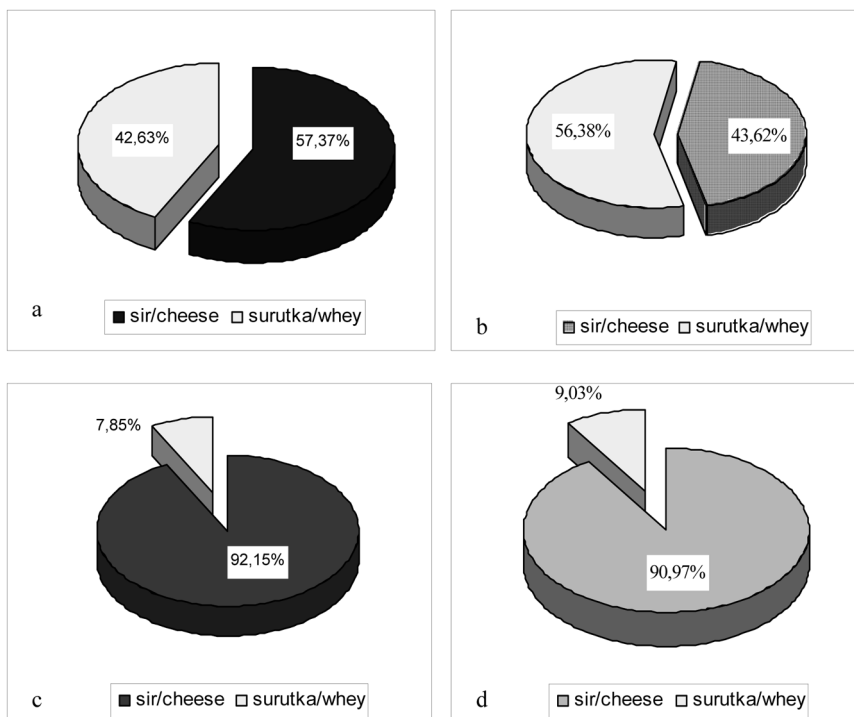 42,63%
57,37%
a
sir/cheese surutka/whey
56,38%
43,62%
b
sir/cheese surutka/whey
7,85%
92,15%
c
sir/cheese surutka/whey
9,03%
90,97%
d
sir/cheese surutka/whey